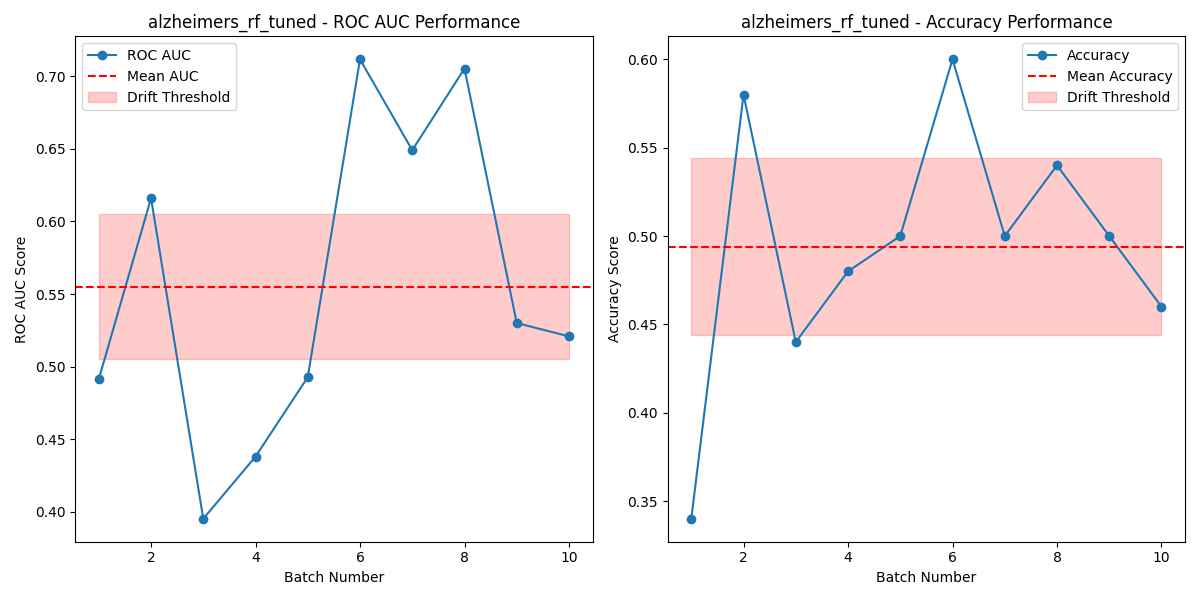 alzheimers_rf_tuned - ROC AUC Performance
ROC AUC
Mean AUC
Drift Threshold
0.70
0.65
0.60
0.55
0.50
0.45
0.40
ROC AUC Score
2 4 6 8 10
Batch Number
alzheimers_rf_tuned - Accuracy Performance
Accuracy
Mean Accuracy
Drift Threshold
0.60
0.55
0.50
0.45
0.40
0.35
Accuracy Score
2 4 6 8 10
Batch Number